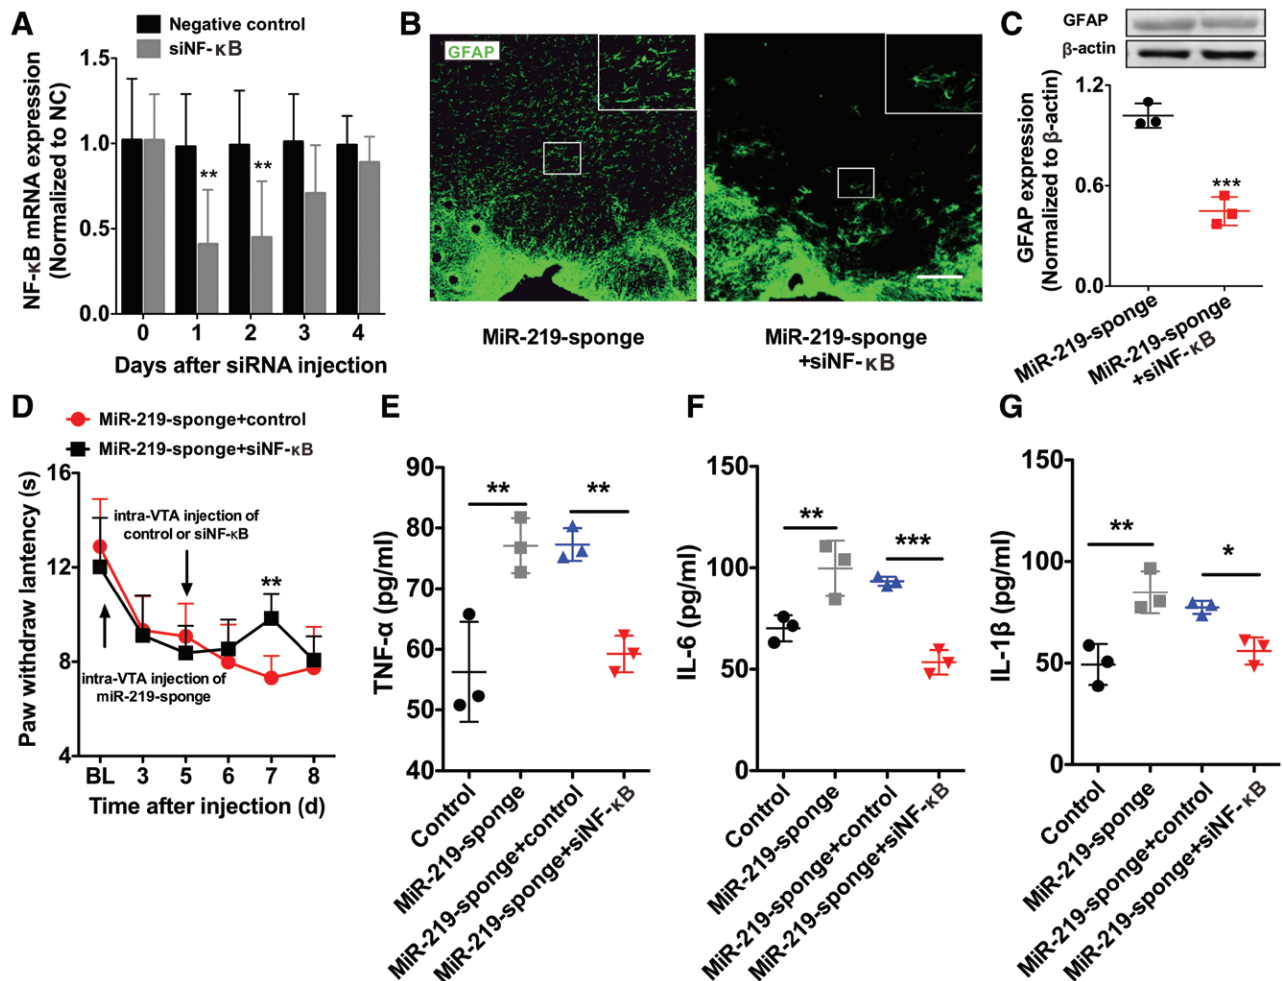 A
Negative control
siNF-κB
NF-κB mRNA expression
(Normalized to NC)
1.5
1.0
0.5
0.0
**
**
0 1 2 3 4
Days after siRNA injection
B
GFAP
MiR-219-sponge
MiR-219-sponge
+siNF-κB
C
GFAP
β-actin
GFAP expression
(Normalized to β-actin)
1.2
0.6
0.0
***
MiR-219-sponge
MiR-219-sponge
+siNF-κB
D
MiR-219-sponge+control
MiR-219-sponge+siNF-κB
Paw withdraw lantency (s)
16
12
8
4
intra-VTA injection of
control or siNF-κB
**
intra-VTA injection of
miR-219-sponge
BL 3 5 6 7 8
Time after injection (d)
E
TNF-α (pg/ml)
90
80
70
60
50
40
**
**
Control
MiR-219-sponge
MiR-219-sponge+control
MiR-219-sponge+siNF-κB
F
IL-6 (pg/ml)
150
100
50
0
**
***
Control
MiR-219-sponge
MiR-219-sponge+control
MiR-219-sponge+siNF-κB
G
IL-1β (pg/ml)
150
100
50
0
**
*
Control
MiR-219-sponge
MiR-219-sponge+control
MiR-219-sponge+siNF-κB